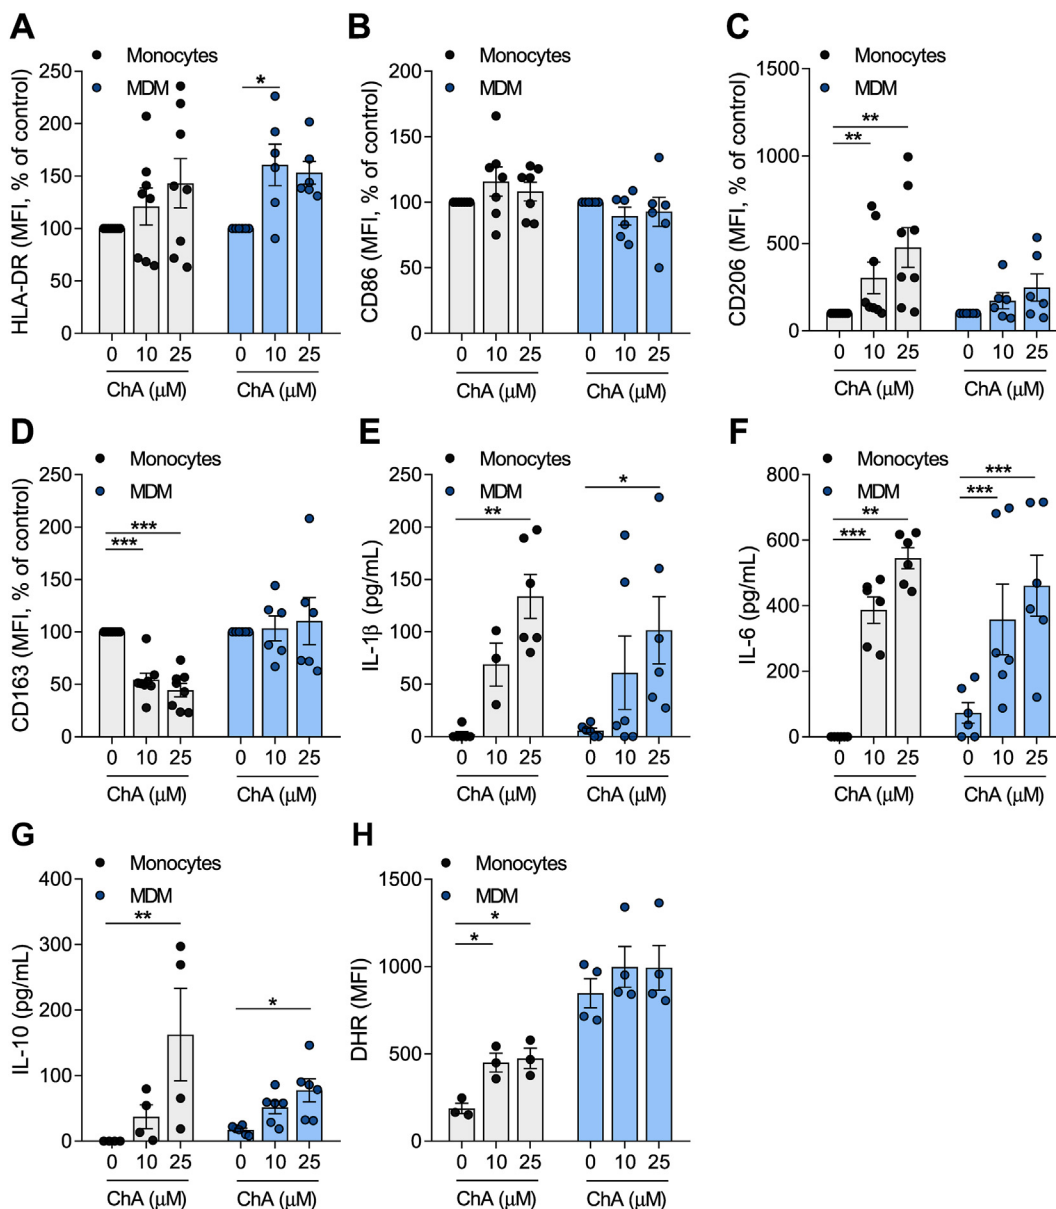 A
Monocytes
MDM
HLA-DR (MFI, % of control)
250
200
150
100
50
0
*
0 10 25 0 10 25
ChA (μM) ChA (μM)
B
Monocytes
MDM
CD86 (MFI, % of control)
200
150
100
50
0
0 10 25 0 10 25
ChA (μM) ChA (μM)
C
Monocytes
MDM
CD206 (MFI, % of control)
1500
1000
500
0
**
**
0 10 25 0 10 25
ChA (μM) ChA (μM)
D
Monocytes
MDM
CD163 (MFI, % of control)
250
200
150
100
50
0
***
***
0 10 25 0 10 25
ChA (μM) ChA (μM)
E
Monocytes
MDM
IL-1β (pg/mL)
250
200
150
100
50
0
**
*
0 10 25 0 10 25
ChA (μM) ChA (μM)
F
Monocytes
MDM
IL-6 (pg/mL)
800
600
400
200
0
**
***
***
***
0 10 25 0 10 25
ChA (μM) ChA (μM)
G
Monocytes
MDM
IL-10 (pg/mL)
400
300
200
100
0
**
*
0 10 25 0 10 25
ChA (μM) ChA (μM)
H
Monocytes
MDM
DHR (MFI)
1500
1000
500
0
*
*
0 10 25 0 10 25
ChA (μM) ChA (μM)